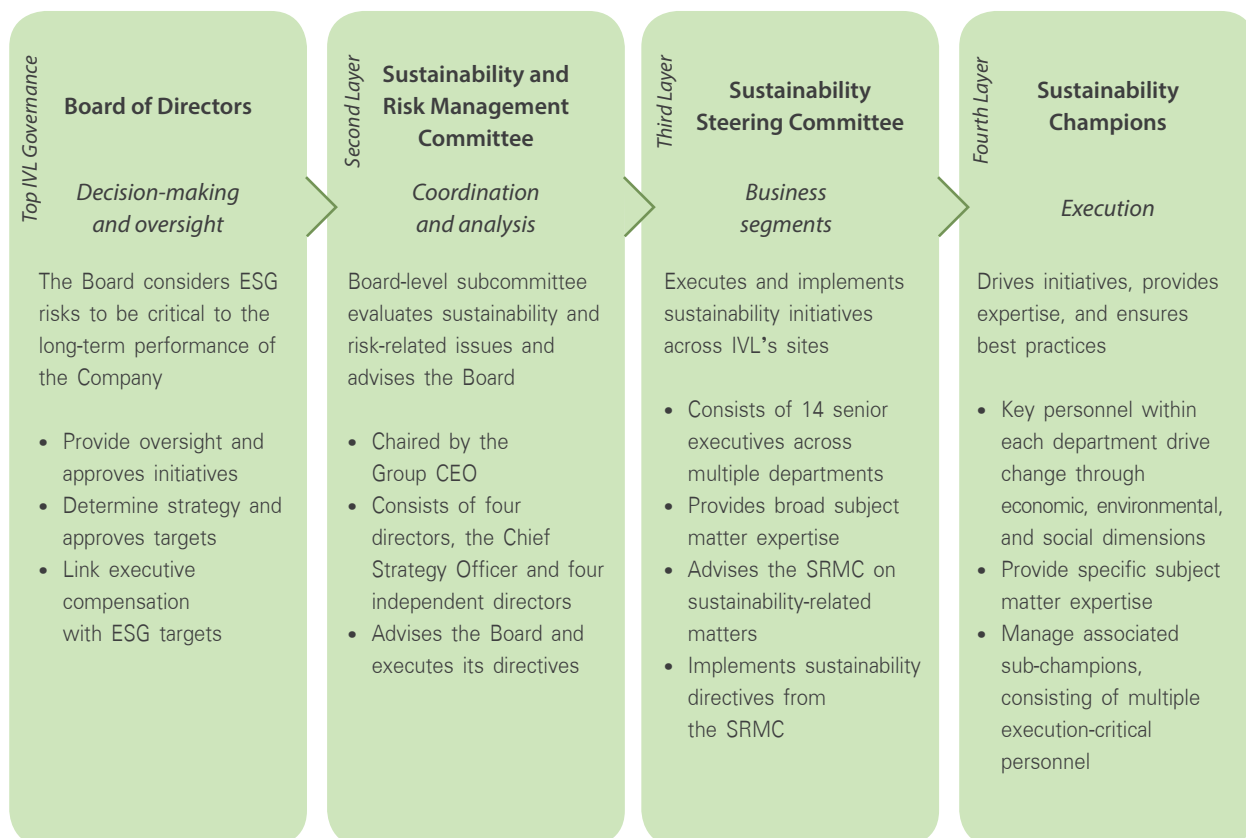 Top IVL Governance
Board of Directors
Decision-making
and oversight
The Board considers ESG
risks to be critical to the
long-term performance of
the Company
• Provide oversight and
approves initiatives
• Determine strategy and
approves targets
• Link executive
compensation
with ESG targets
Second Layer
Sustainability and
Risk Management
Committee
Coordination
and analysis
Board-level subcommittee
evaluates sustainability and
risk-related issues and
advises the Board
• Chaired by the
Group CEO
• Consists of four
directors, the Chief
Strategy Officer and four
independent directors
• Advises the Board and
executes its directives
Third Layer
Sustainability
Steering Committee
Business
segments
Executes and implements
sustainability initiatives
across IVL's sites
• Consists of 14 senior
executives across
multiple departments
• Provides broad subject
matter expertise
• Advises the SRMC on
sustainability-related
matters
• Implements sustainability
directives from
the SRMC
Fourth Layer
Sustainability
Champions
Execution
Drives initiatives, provides
expertise, and ensures
best practices
• Key personnel within
each department drive
change through
economic, environmental,
and social dimensions
• Provide specific subject
matter expertise
• Manage associated
sub-champions,
consisting of multiple
execution-critical
personnel